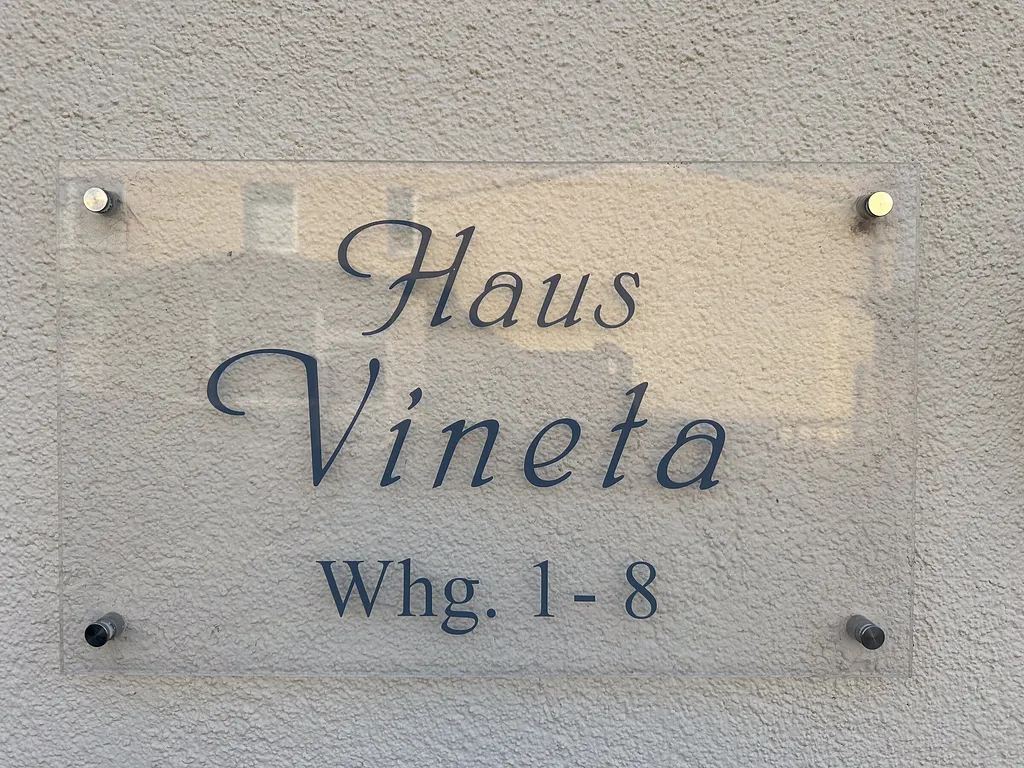 Haus
Vineta
Whg. 1 - 8